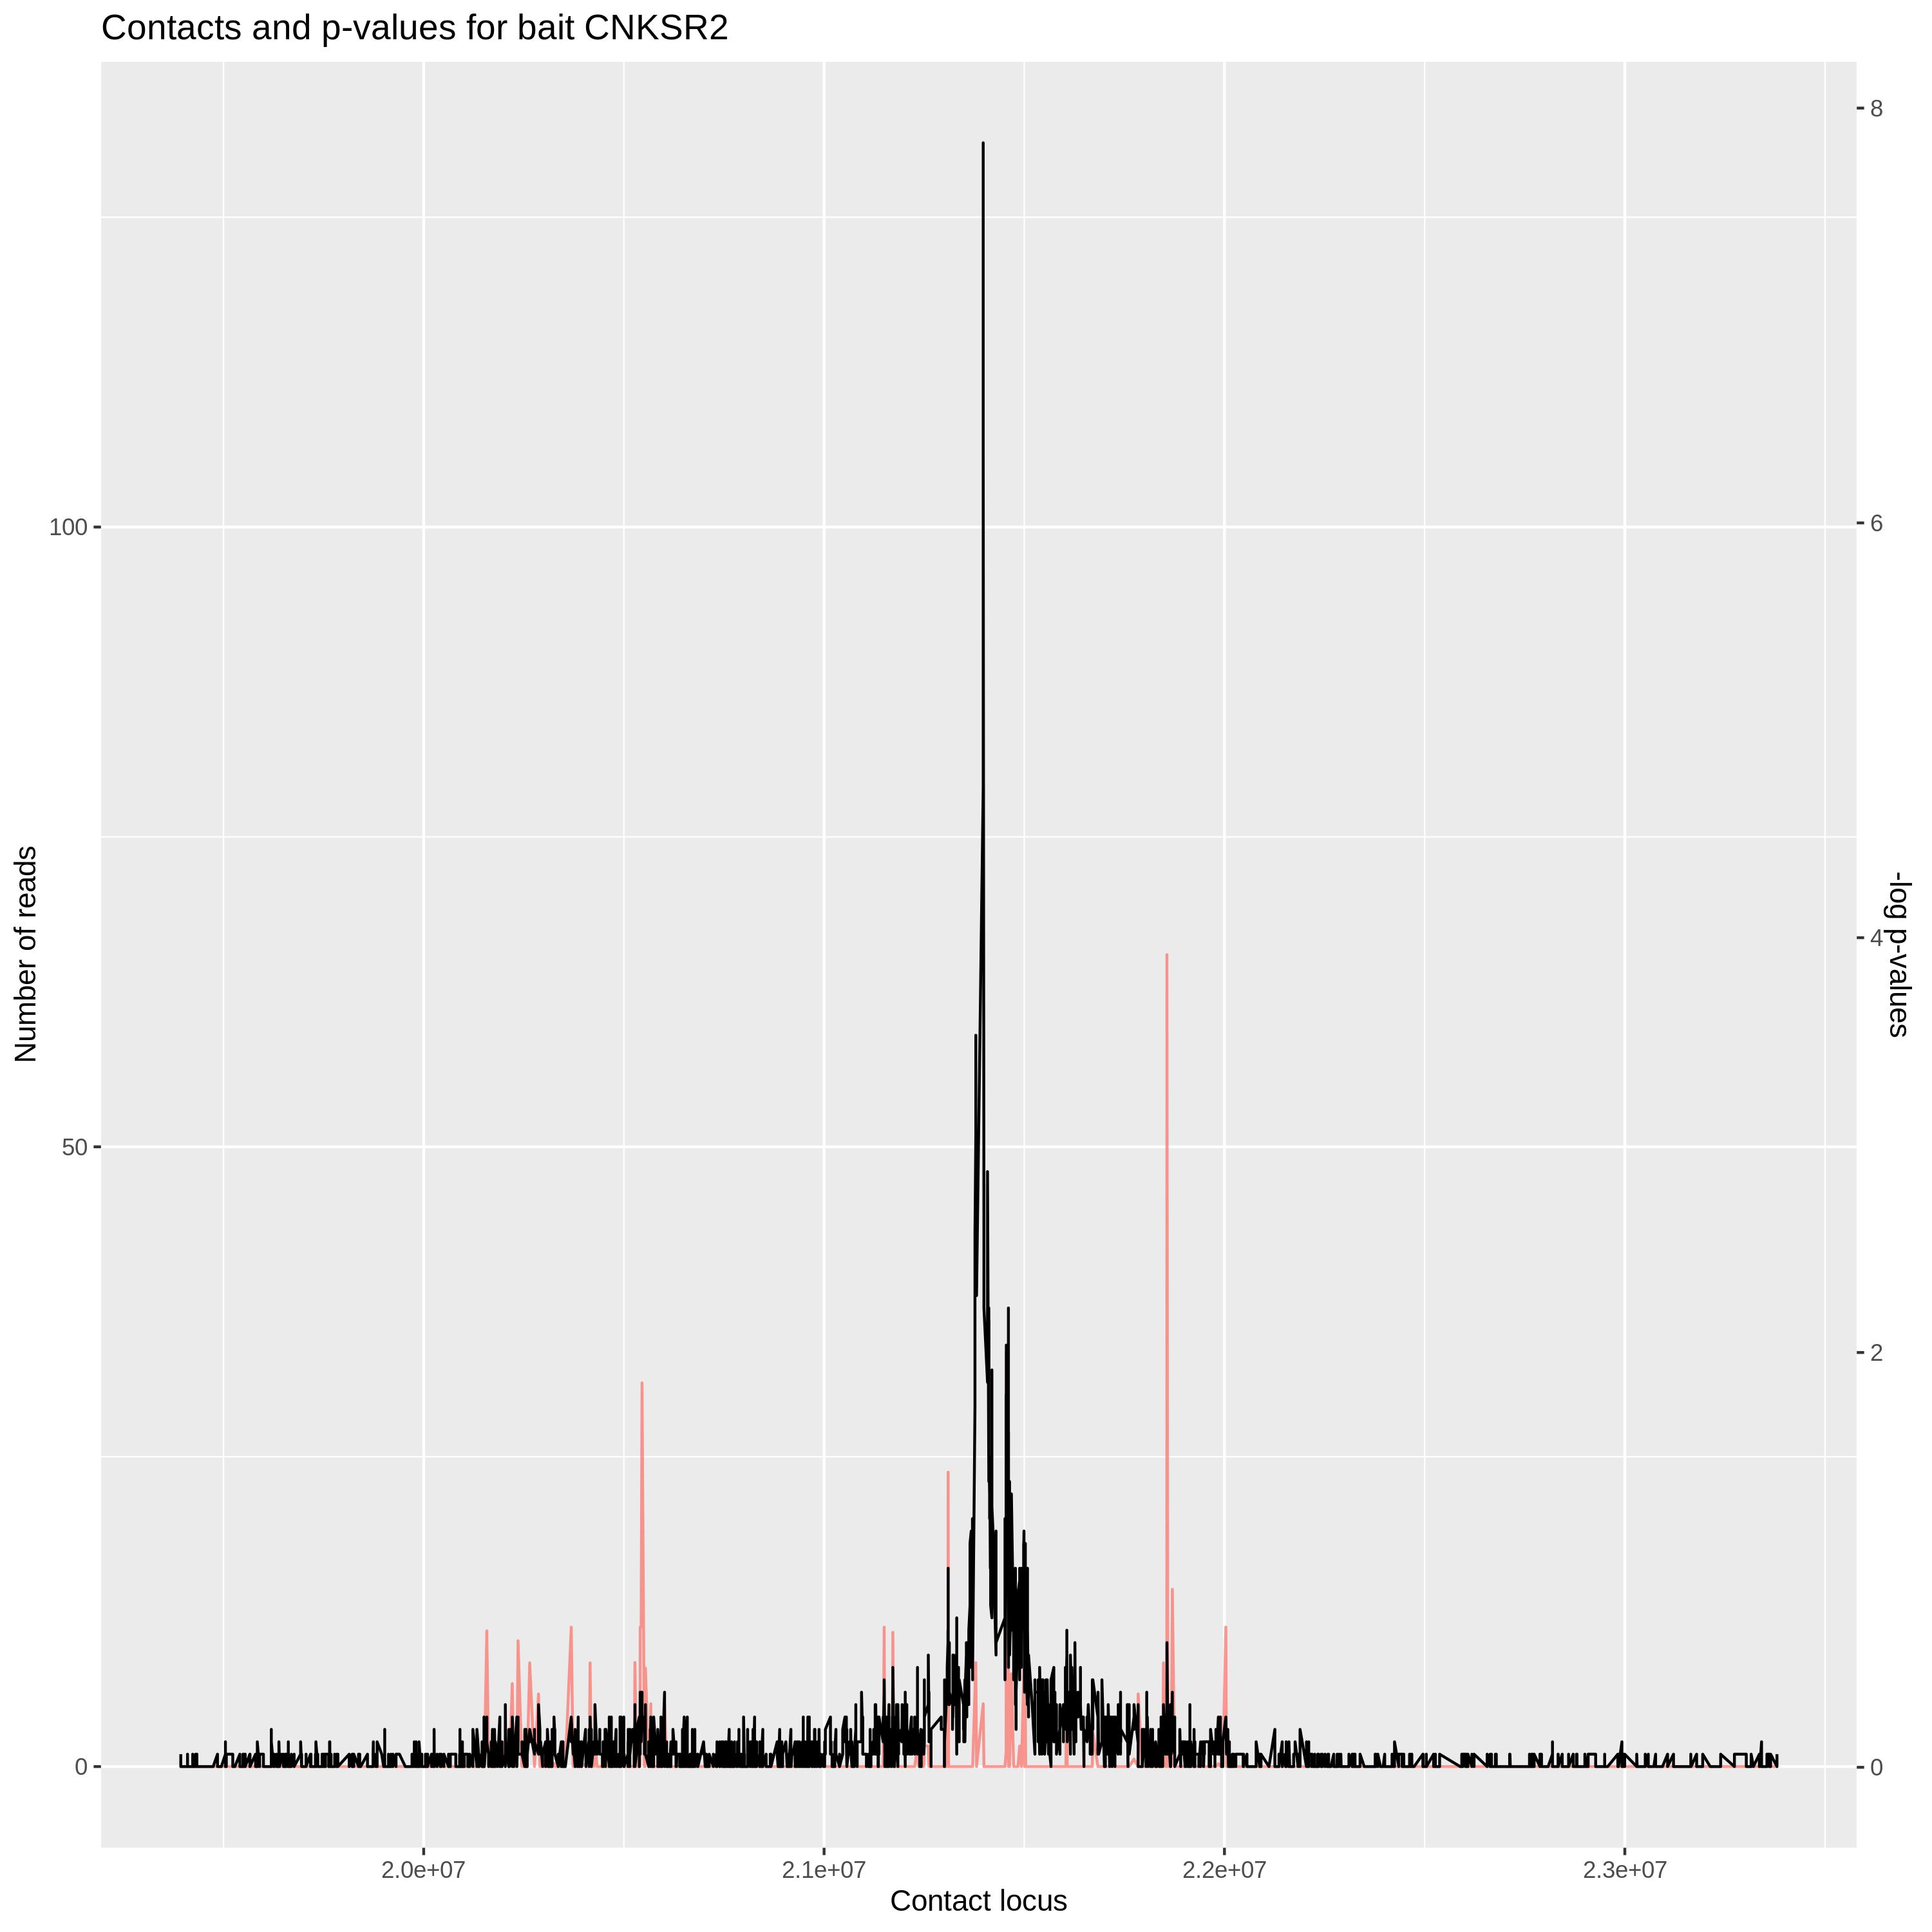 Contacts and p-values for bait CNKSR2
Number of reads
100
50
0
8
6
4
2
0
-log p-values
2.0e+07
2.1e+07
2.2e+07
2.3e+07
Contact locus